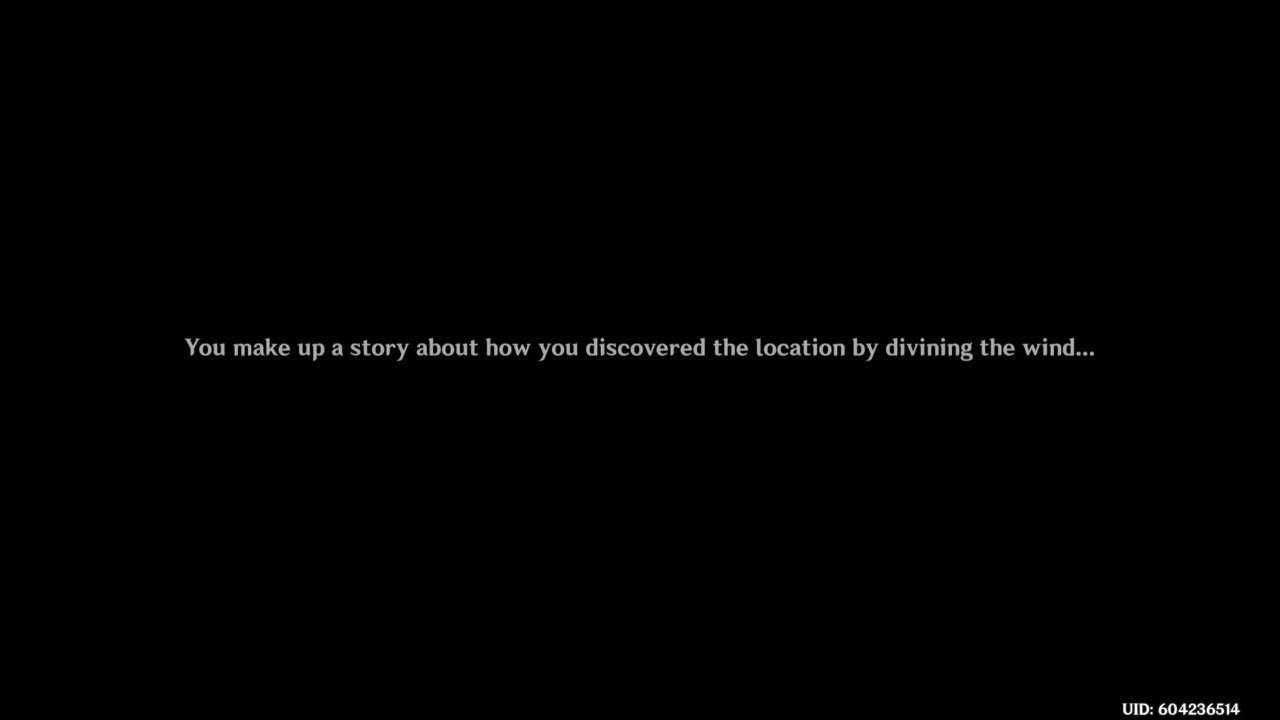 You make up a story about how you discovered the location by divining the wind...
UID: 604236514